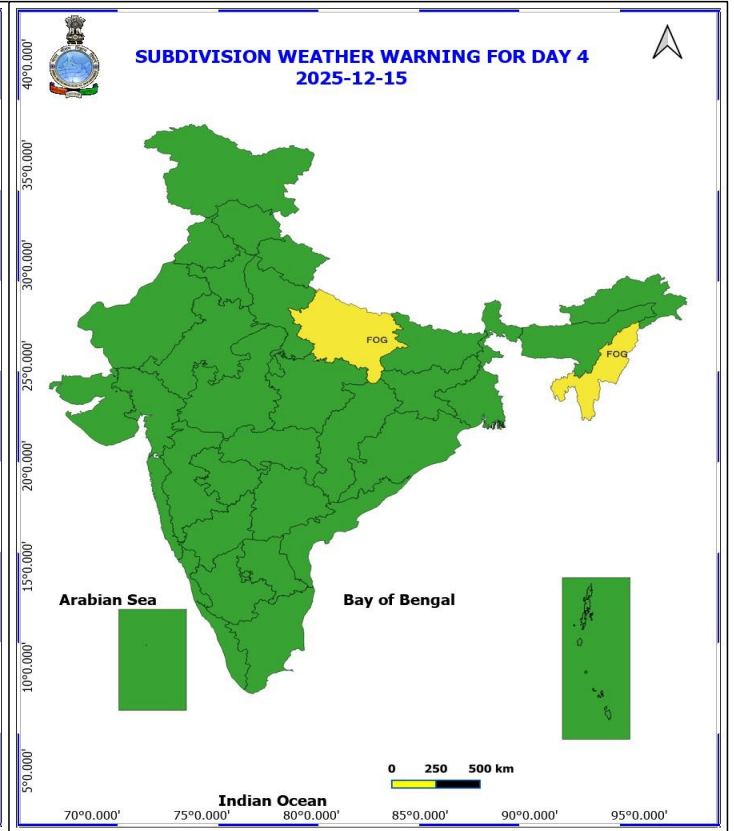 SUBDIVISION WEATHER WARNING FOR DAY 4
2025-12-15
40°0.000'
35°0.000'
30°0.000'
25°0.000'
20°0.000'
15°0.000'
10°0.000'
5°0.000'
FOG
FOG
Arabian Sea
Bay of Bengal
0 250 500 km
Indian Ocean
70°0.000' 75°0.000' 80°0.000' 85°0.000' 90°0.000' 95°0.000'